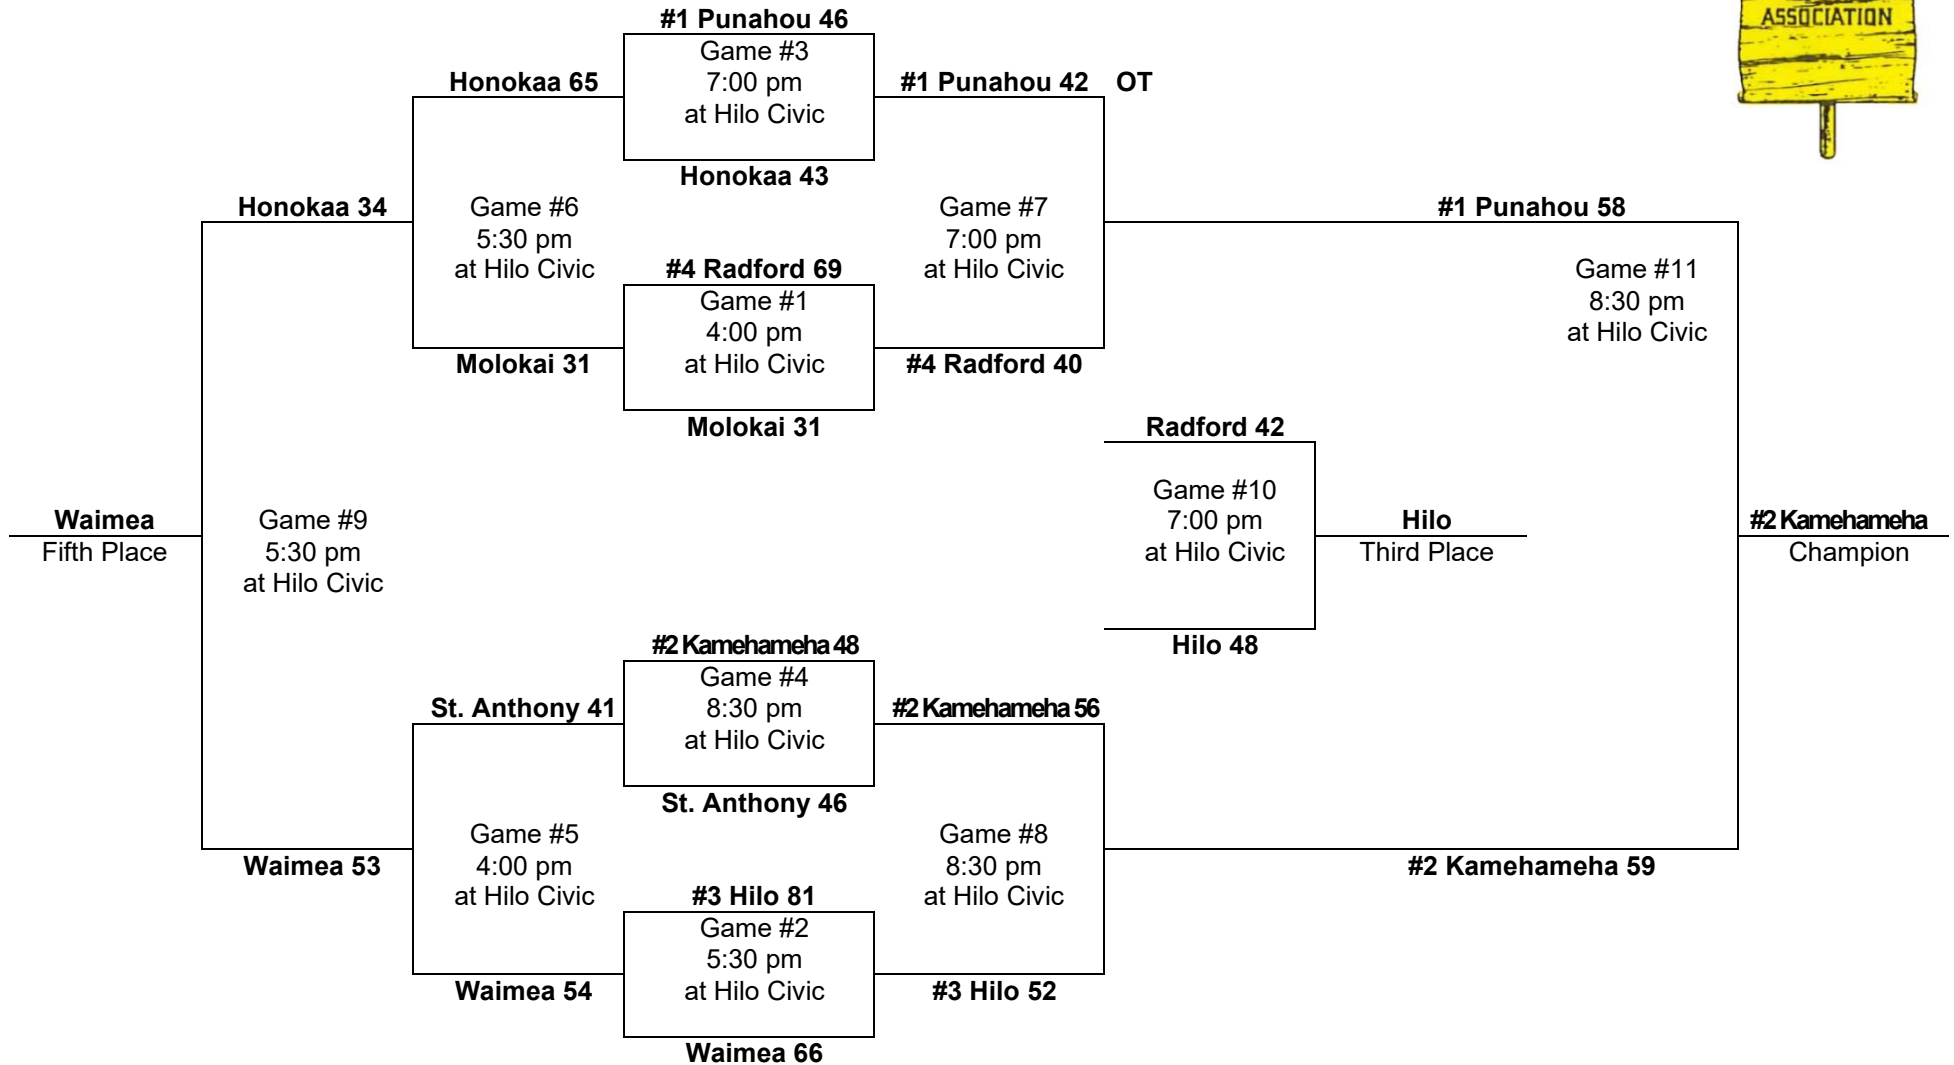 ASSOCIATION
#1 Punahou 46
Game #3
7:00 pm
at Hilo Civic
Honokaa 43
Honokaa 65
#1 Punahou 42 OT
Honokaa 34
Game #6
5:30 pm
at Hilo Civic
Game #7
7:00 pm
at Hilo Civic
#1 Punahou 58
#4 Radford 69
Game #1
4:00 pm
at Hilo Civic
Molokai 31
Molokai 31
#4 Radford 40
Game #11
8:30 pm
at Hilo Civic
Radford 42
Game #10
7:00 pm
at Hilo Civic
Hilo 48
Waimea
Fifth Place
Game #9
5:30 pm
at Hilo Civic
Hilo
Third Place
#2 Kamehameha
Champion
#2 Kamehameha 48
Game #4
8:30 pm
at Hilo Civic
St. Anthony 46
St. Anthony 41
#2 Kamehameha 56
Game #5
4:00 pm
at Hilo Civic
Game #8
8:30 pm
at Hilo Civic
Waimea 53
#2 Kamehameha 59
#3 Hilo 81
Game #2
5:30 pm
at Hilo Civic
Waimea 66
Waimea 54
#3 Hilo 52